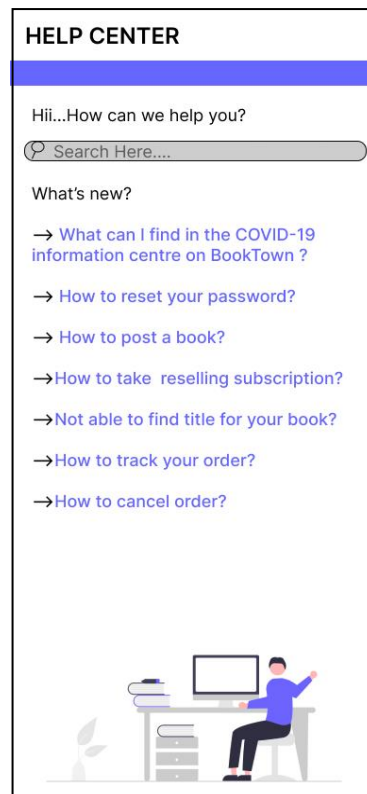 HELP CENTER
Hii...How can we help you?
Search Here....
What's new?
→ What can I find in the COVID-19
information centre on BookTown ?
→ How to reset your password?
→ How to post a book?
→How to take  reselling subscription?
→Not able to find title for your book?
→How to track your order?
→How to cancel order?